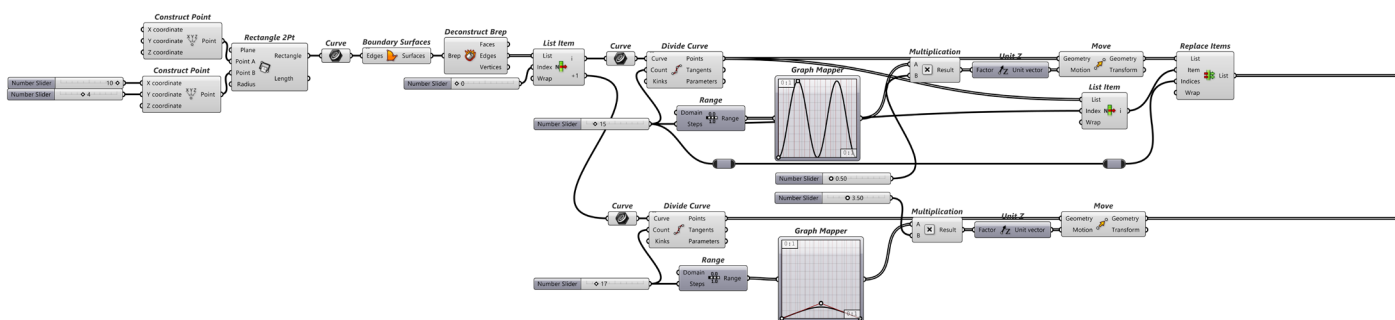 Construct Point
X coordinate
Y coordinate
Z coordinate
XYZ
Point
Construct Point
Number Slider 10
Number Slider 4
X coordinate
Y coordinate
Z coordinate
XYZ
Point
Rectangle 2Pt
Plane
Point A
Point B
Radius
Rectangle
Length
Curve
Boundary Surfaces
Edges Surfaces
Deconstruct Brep
Brep
Faces
Edges
Vertices
Number Slider 0
List Item
List
Index
Wrap
i
+1
Curve
Divide Curve
Curve
Count
Kinks
Points
Tangents
Parameters
Number Slider 15
Range
Domain
Steps
Range
Graph Mapper
Number Slider 0.50
Number Slider 3.50
Multiplication
A
B
Result
Unit Z
Factor Z Unit vector
Move
Geometry
Motion
Geometry
Transform
List Item
List
Index
Wrap
i
Replace Items
List
Item
Indices
Wrap
List
Curve
Divide Curve
Curve
Count
Kinks
Points
Tangents
Parameters
Number Slider 17
Range
Domain
Steps
Range
Graph Mapper
Multiplication
A
B
Result
Unit Z
Factor Z Unit vector
Move
Geometry
Motion
Geometry
Transform